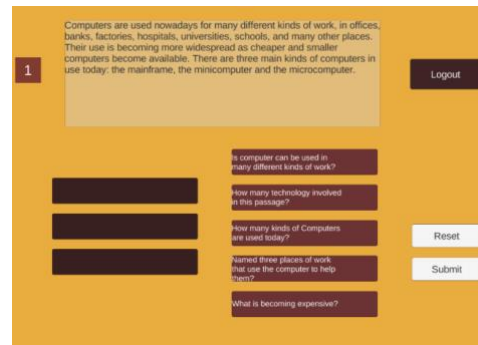 Computers are used nowadays for many different kinds of work, in offices,
banks, factories, hospitals, universities, schools, and many other places.
Their use is becoming more widespread as cheaper and smaller
computers become available. There are three main kinds of computers in
use today: the mainframe, the minicomputer and the microcomputer.
1
Logout
Is computer can be used in
many different kinds of work?
How many technology involved
in this passage?
How many kinds of Computers
are used today?
Named three places of work
that use the computer to help
them?
What is becoming expensive?
Reset
Submit